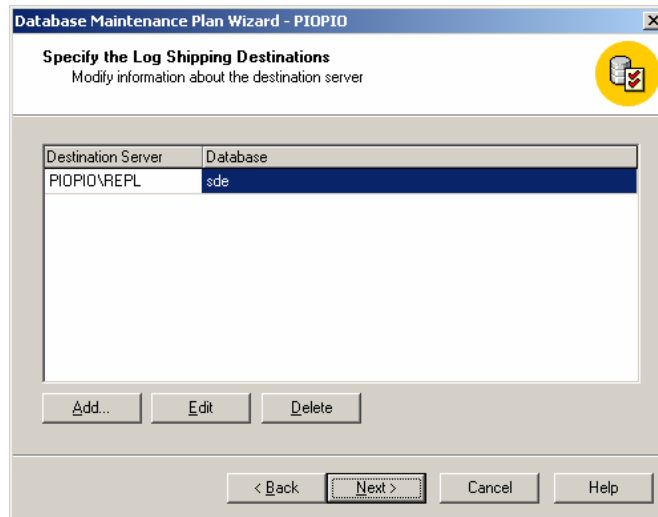 Database Maintenance Plan Wizard - PIOPIO
Specify the Log Shipping Destinations
Modify information about the destination server
Destination Server Database
PIOPIO\REPL sde
Add... Edit Delete
< Back Next > Cancel Help